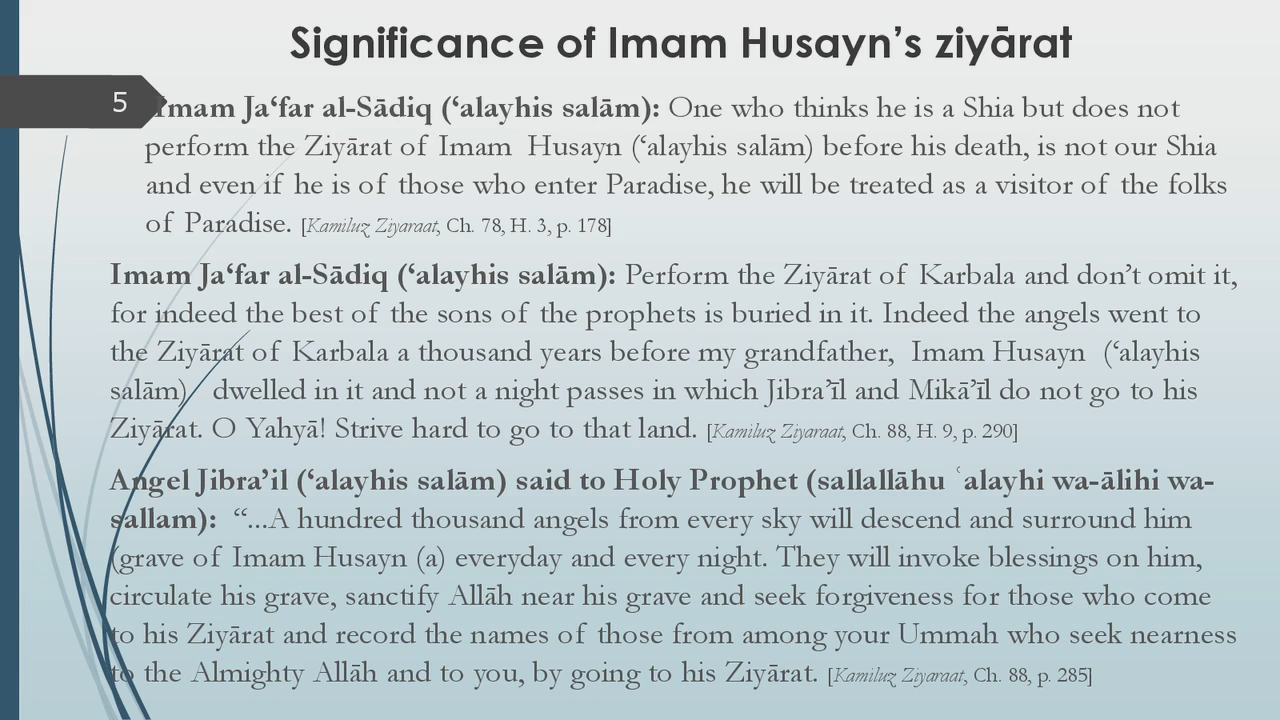 Significance of Imam Husayn’s ziyārat
5
Imam Ja‘far al-Sādiq (‘alayhis salām): One who thinks he is a Shia but does not
perform the Ziyārat of Imam Husayn (‘alayhis salām) before his death, is not our Shia
and even if he is of those who enter Paradise, he will be treated as a visitor of the folks
of Paradise. [Kamiluz Ziyaraat, Ch. 78, H. 3, p. 178]
Imam Ja‘far al-Sādiq (‘alayhis salām): Perform the Ziyārat of Karbala and don’t omit it,
for indeed the best of the sons of the prophets is buried in it. Indeed the angels went to
the Ziyārat of Karbala a thousand years before my grandfather, Imam Husayn (‘alayhis
salām) dwelled in it and not a night passes in which Jibra’īl and Mikā’īl do not go to his
Ziyārat. O Yahyā! Strive hard to go to that land. [Kamiluz Ziyaraat, Ch. 88, H. 9, p. 290]
Angel Jibra’il (‘alayhis salām) said to Holy Prophet (sallallāhu ʿalayhi wa-ālihi wa-
sallam): “...A hundred thousand angels from every sky will descend and surround him
(grave of Imam Husayn (a) everyday and every night. They will invoke blessings on him,
circulate his grave, sanctify Allāh near his grave and seek forgiveness for those who come
to his Ziyārat and record the names of those from among your Ummah who seek nearness
to the Almighty Allāh and to you, by going to his Ziyārat. [Kamiluz Ziyaraat, Ch. 88, p. 285]